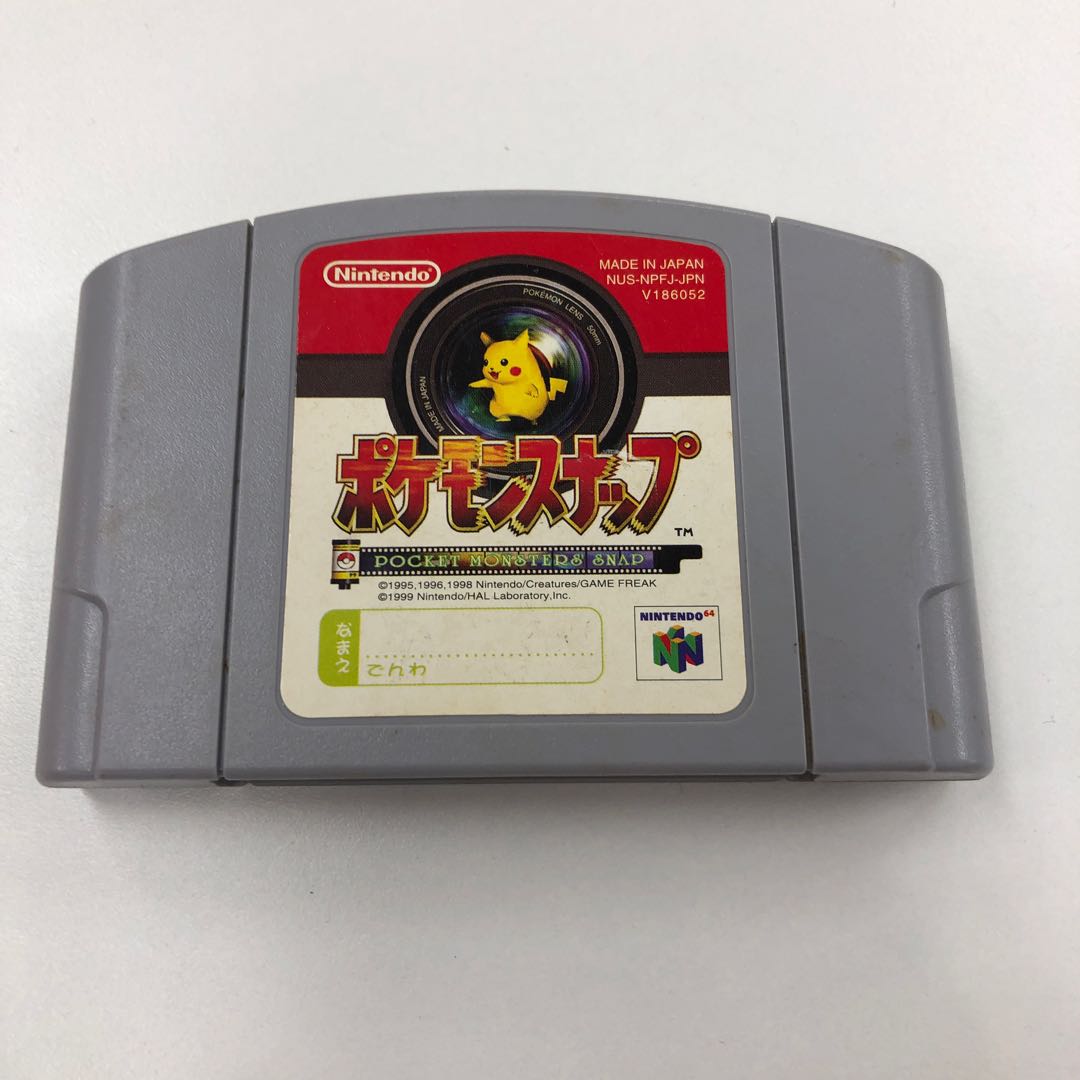 Nintendo
MADE IN JAPAN
NUS-NPFJ-JPN
V186052
POKÉMON LENS 50mm
MADE IN JAPAN
ポケモンスナップ
TM
POCKET MONSTERS SNAP
©1995,1996,1998 Nintendo/Creatures/GAME FREAK
©1999 Nintendo/HAL Laboratory,Inc.
なまえ
でんわ
NINTENDO64